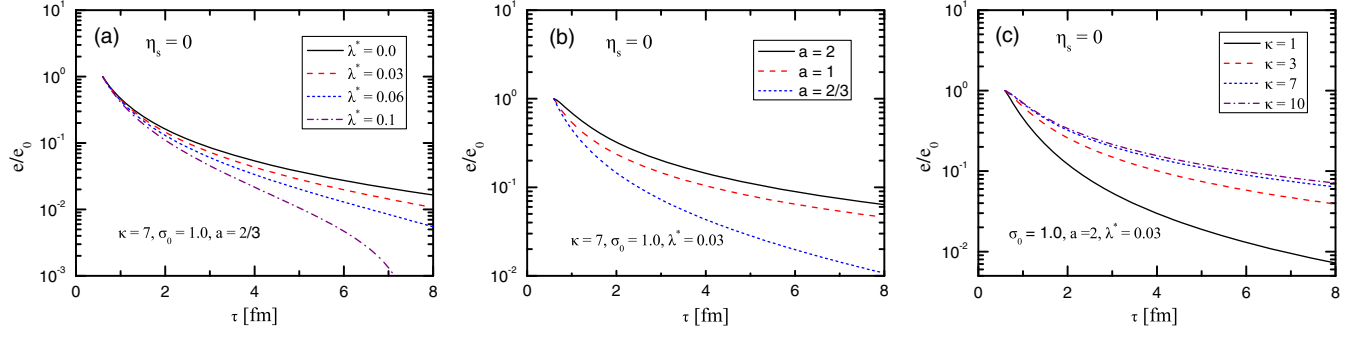 (a)
η_s = 0
λ* = 0.0
λ* = 0.03
λ* = 0.06
λ* = 0.1
κ = 7, σ_0 = 1.0, a = 2/3
e/e_0
10^1
10^0
10^-1
10^-2
10^-3
0 2 4 6 8
τ [fm]
(b)
η_s = 0
a = 2
a = 1
a = 2/3
κ = 7, σ_0 = 1.0, λ* = 0.03
e/e_0
10^1
10^0
10^-1
10^-2
0 2 4 6 8
τ [fm]
(c)
η_s = 0
κ = 1
κ = 3
κ = 7
κ = 10
σ_0 = 1.0, a=2, λ* = 0.03
e/e_0
10^1
10^0
10^-1
10^-2
0 2 4 6 8
τ [fm]